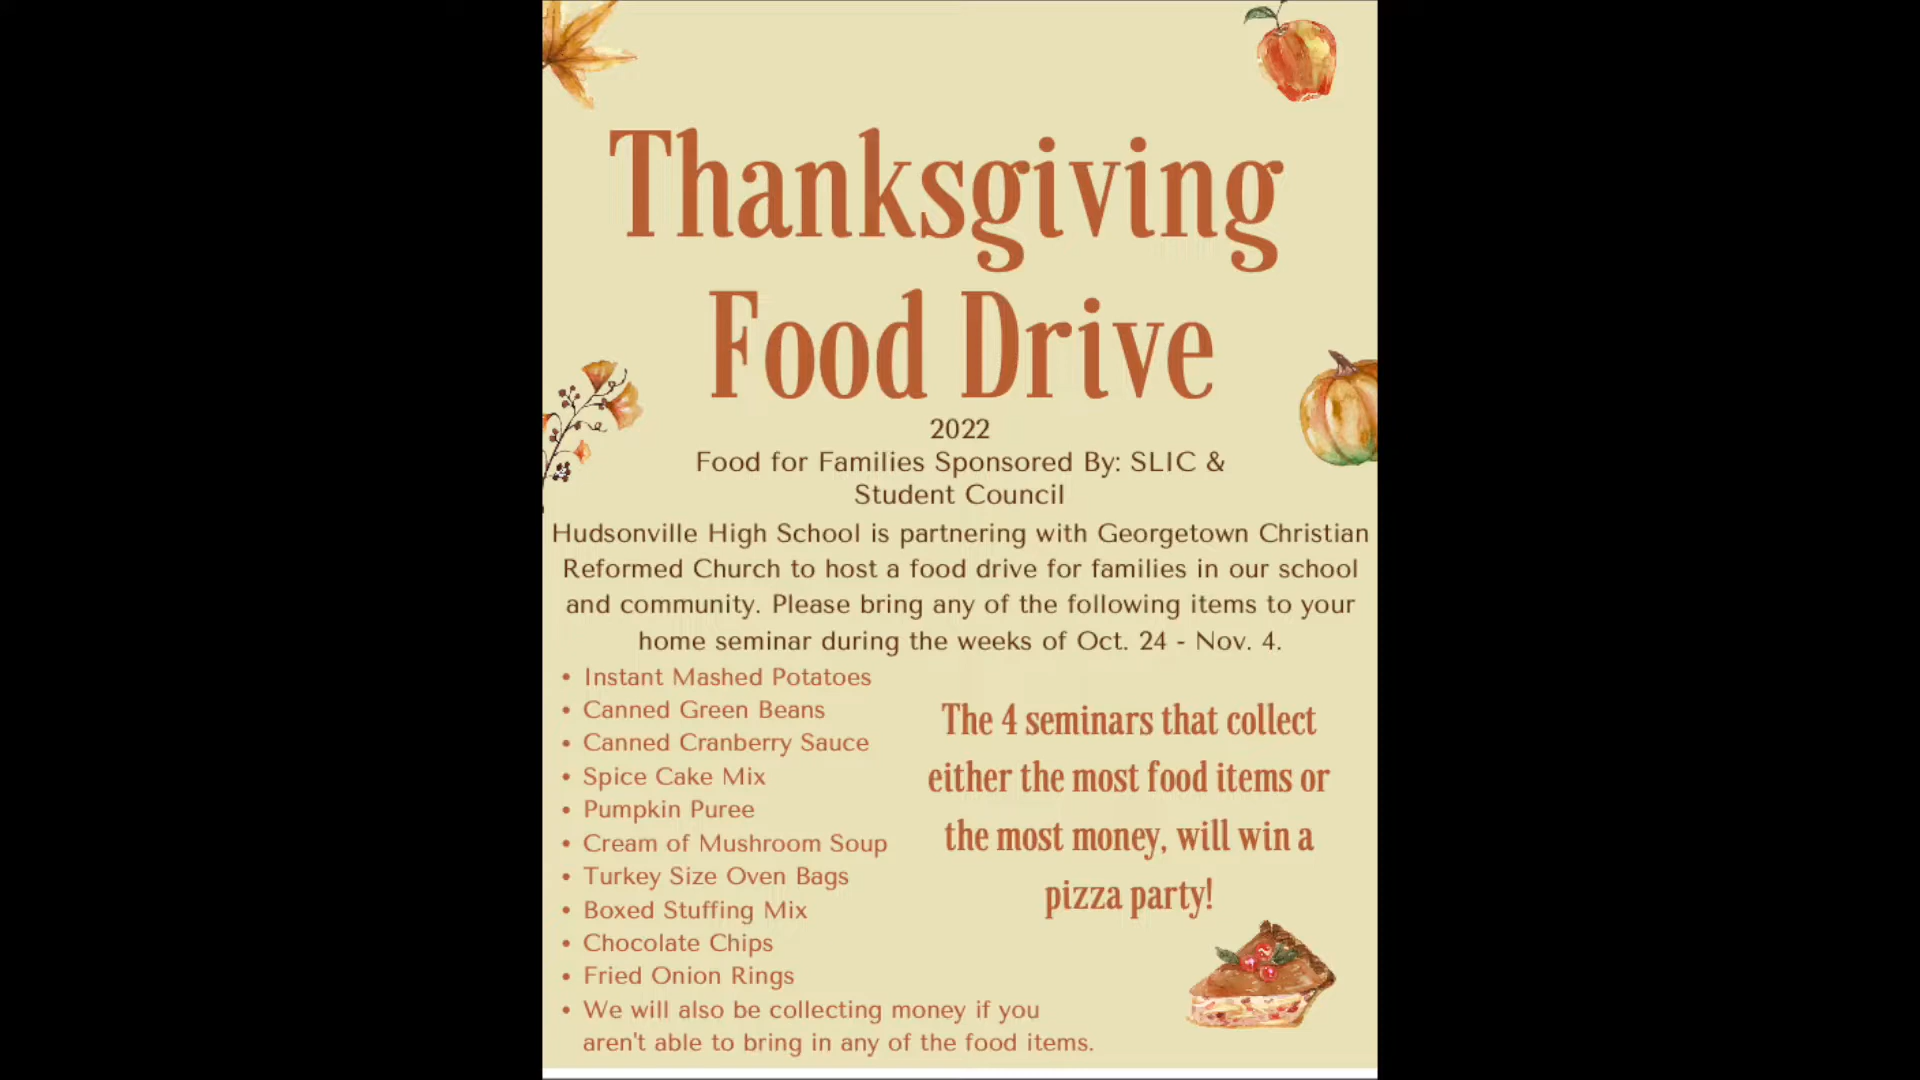 Thanksgiving
Food Drive
2022
Food for Families Sponsored By: SLIC &
Student Council
Hudsonville High School is partnering with Georgetown Christian
Reformed Church to host a food drive for families in our school
and community. Please bring any of the following items to your
home seminar during the weeks of Oct. 24 - Nov. 4.
• Instant Mashed Potatoes
• Canned Green Beans
• Canned Cranberry Sauce
• Spice Cake Mix
• Pumpkin Puree
• Cream of Mushroom Soup
• Turkey Size Oven Bags
• Boxed Stuffing Mix
• Chocolate Chips
• Fried Onion Rings
• We will also be collecting money if you
aren't able to bring in any of the food items.
The 4 seminars that collect
either the most food items or
the most money, will win a
pizza party!